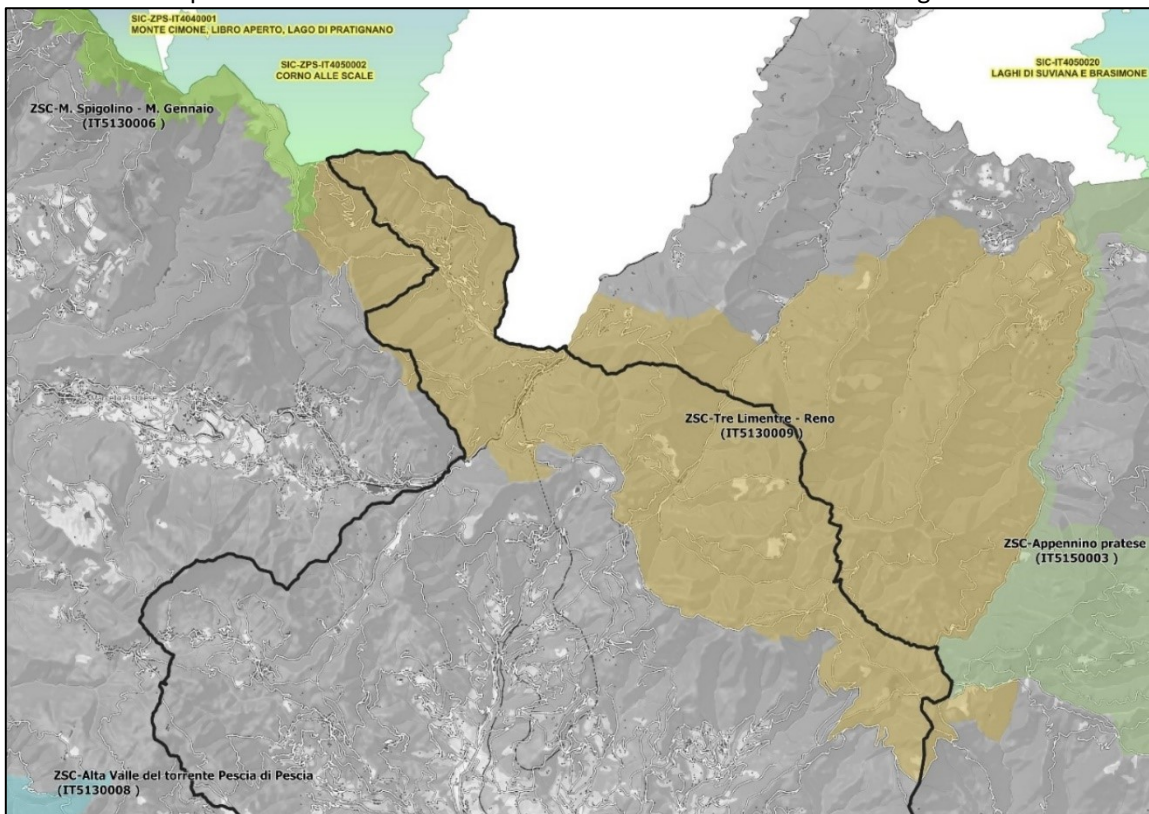 SIC-ZPS-IT4040001
MONTE CIMONE, LIBRO APERTO, LAGO DI PRATIGNANO
SIC-ZPS-IT4050002
CORNO ALLE SCALE
SIC-IT4050020
LAGHI DI SUVIANA E BRASIMONE
ZSC-M. Spigolino - M. Gennaio
(IT5130006 )
ZSC-Tre Limentre - Reno
(IT5130009 )
ZSC-Appennino pratese
(IT5150003 )
ZSC-Alta Valle del torrente Pescia di Pescia
(IT5130008 )